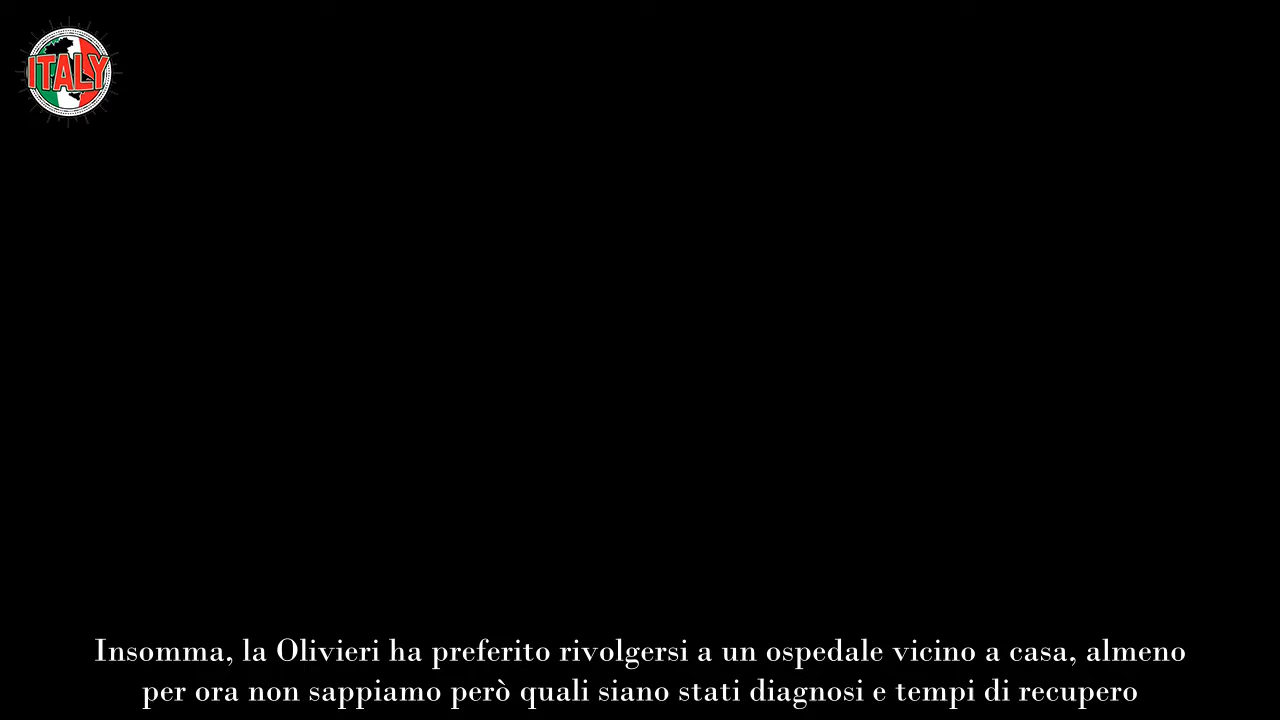 ITALY
Insomma, la Olivieri ha preferito rivolgersi a un ospedale vicino a casa, almeno
per ora non sappiamo però quali siano stati diagnosi e tempi di recupero